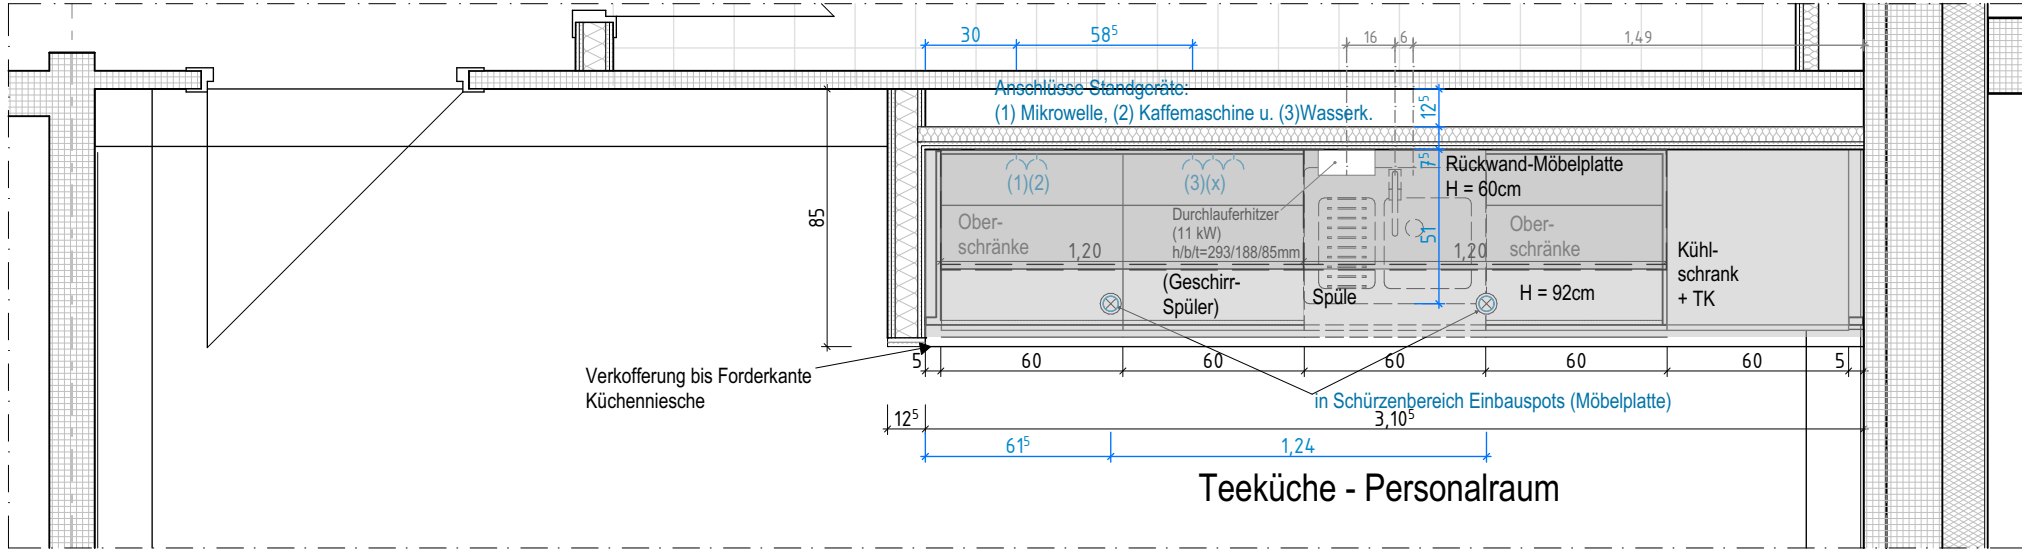 30
58⁵
16
6
1,49
Anschlüsse Standgeräte:
(1) Mikrowelle, (2) Kaffemaschine u. (3)Wasserk.
12⁵
7⁵
Rückwand-Möbelplatte
H = 60cm
(1)(2)
(3)(x)
85
Ober-
schränke
1,20
Durchlauferhitzer
(11 kW)
h/b/t=293/188/85mm
51
1,20
Ober-
schränke
Kühl-
schrank
+ TK
(Geschirr-
Spüler)
Spüle
H = 92cm
5
60
60
60
60
60
5
Verkofferung bis Forderkante
Küchenniesche
in Schürzenbereich Einbauspots (Möbelplatte)
12⁵
3,10⁵
61⁵
1,24
Teeküche - Personalraum